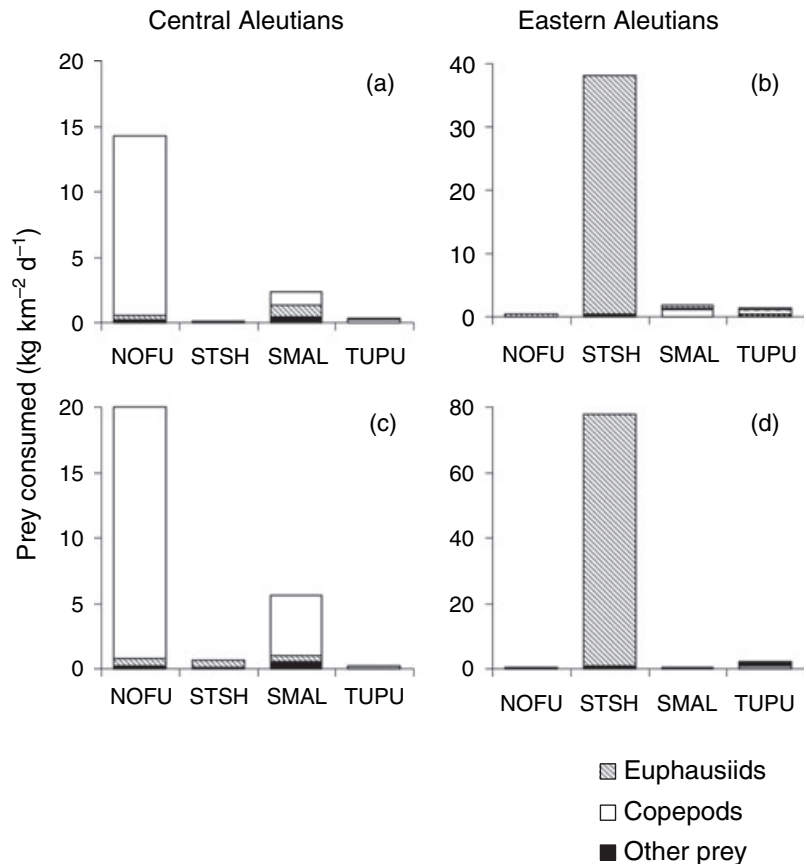 Central Aleutians
Eastern Aleutians
Prey consumed (kg km⁻² d⁻¹)
20
15
10
5
0
(a)
NOFU STSH SMAL TUPU
40
30
20
10
0
(b)
NOFU STSH SMAL TUPU
20
15
10
5
0
(c)
NOFU STSH SMAL TUPU
80
60
40
20
0
(d)
NOFU STSH SMAL TUPU
Euphausiids
Copepods
Other prey